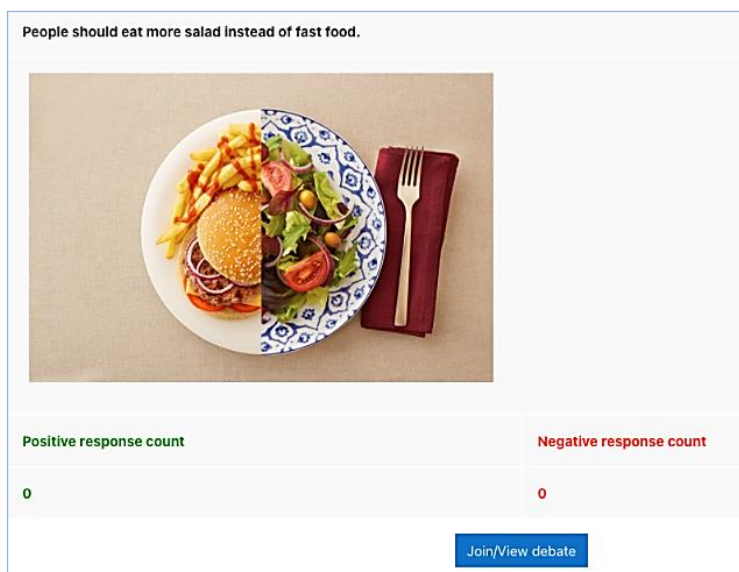 People should eat more salad instead of fast food.
Positive response count
Negative response count
0
0
Join/View debate